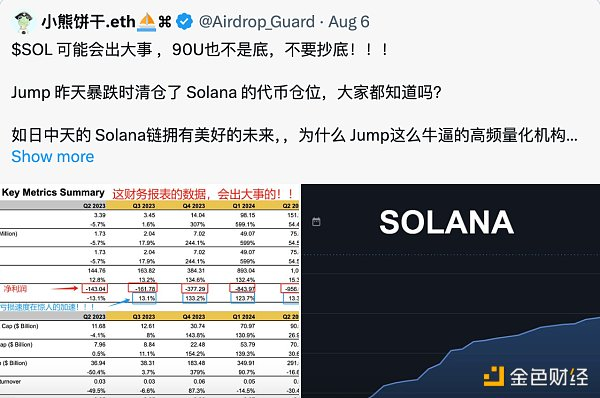 小熊饼干.eth⛵⌘ @Airdrop_Guard · Aug 6
$SOL 可能会出大事 ，90U也不是底，不要抄底！！！
Jump 昨天暴跌时清仓了 Solana 的代币仓位，大家都知道吗?
如日中天的 Solana链拥有美好的未来，，为什么 Jump这么牛逼的高频量化机构...
Show more
Key Metrics Summary 这财务报表的数据，会出大事的！！
Q2 2023 Q3 2023 Q4 2023 Q1 2024 Q2
3.39 3.45 14.04 98.15 151.
-5.7% 1.6% 307% 599.1% 54.4
Million) 1.73 2.04 7.02 49.07 75.
-5.7% 17.9% 244.1% 599% 54.5
1.73 2.04 7.02 49.07 75.
-5.7% 17.9% 244.1% 599% 54.5
144.76 163.82 384.31 893.04 1,0
12.8% 13.2% 134.6% 132.4% 15.3
净利润 -143.04 -161.78 -377.29 -843.97 -956.
-13.1% 13.1% 133.2% 123.7% 13.3
亏损速度在惊人的加速！！
Q2 2023 Q3 2023 Q4 2023 Q1 2024 Q2
Cap ($ Billion) 11.68 12.61 30.74 70.97 90.
-4.1% 8% 143.8% 130.9% 28.
($ Billion) 7.96 8.84 22.48 53.79 70.
0.5% 11.1% 154.2% 139.3% 30.6
36.94 38.31 183.48 349.91 291.
-50.4% 3.7% 379% 90.7% -16.6
urnover 0.03 0.03 0.06 0.05 0.
-49.5% -6.6% 87.3% -14.5% -30.4
SOLANA
金色财经